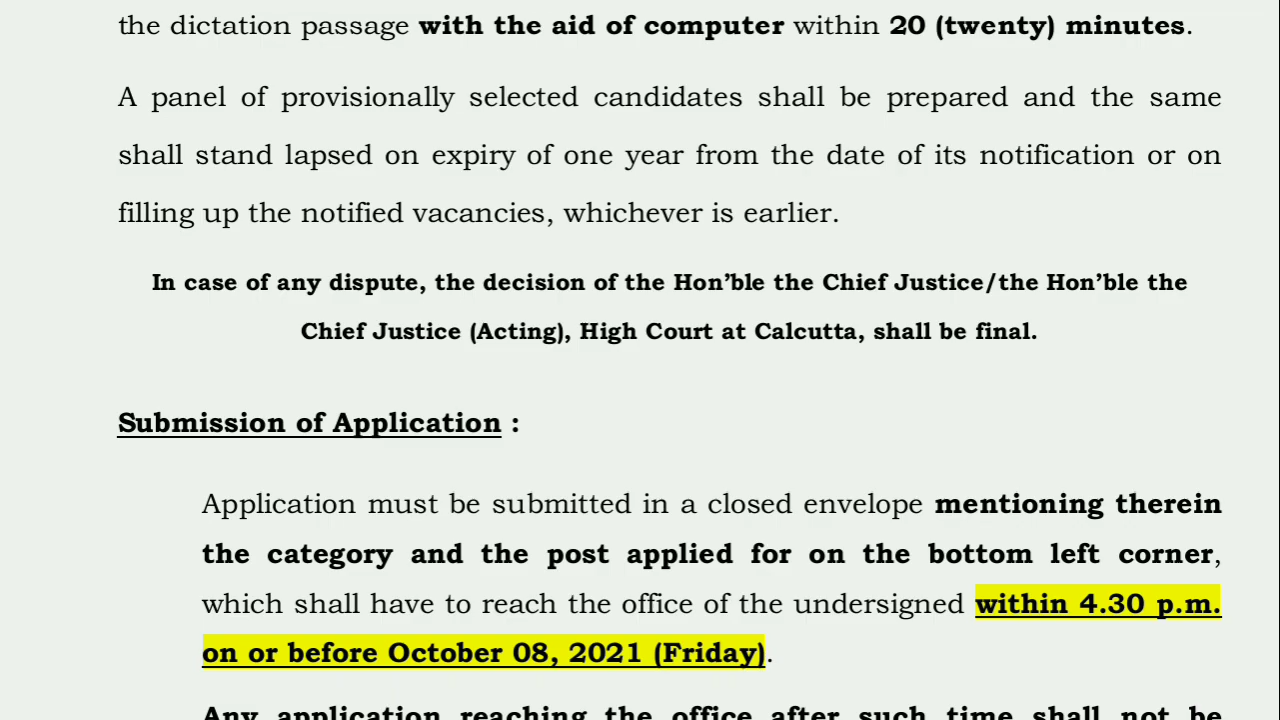 the dictation passage with the aid of computer within 20 (twenty) minutes.
A panel of provisionally selected candidates shall be prepared and the same
shall stand lapsed on expiry of one year from the date of its notification or on
filling up the notified vacancies, whichever is earlier.
In case of any dispute, the decision of the Hon’ble the Chief Justice/the Hon’ble the
Chief Justice (Acting), High Court at Calcutta, shall be final.
Submission of Application :
Application must be submitted in a closed envelope mentioning therein
the category and the post applied for on the bottom left corner,
which shall have to reach the office of the undersigned within 4.30 p.m.
on or before October 08, 2021 (Friday).
Any application reaching the office after such time shall not be